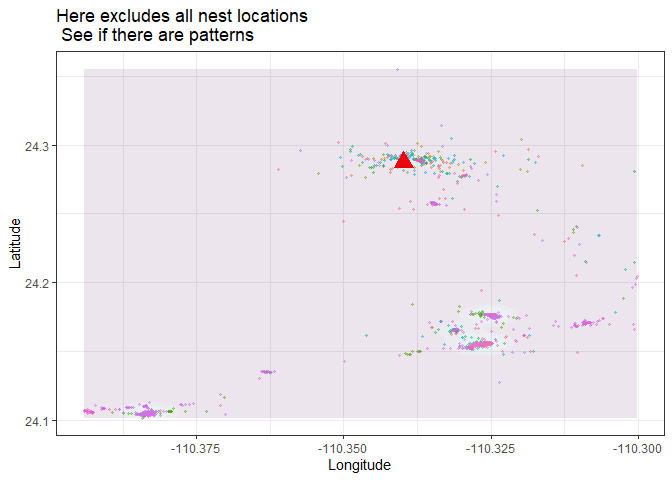 Here excludes all nest locations
See if there are patterns
24.3
24.2
24.1
Latitude
-110.375
-110.350
-110.325
-110.300
Longitude